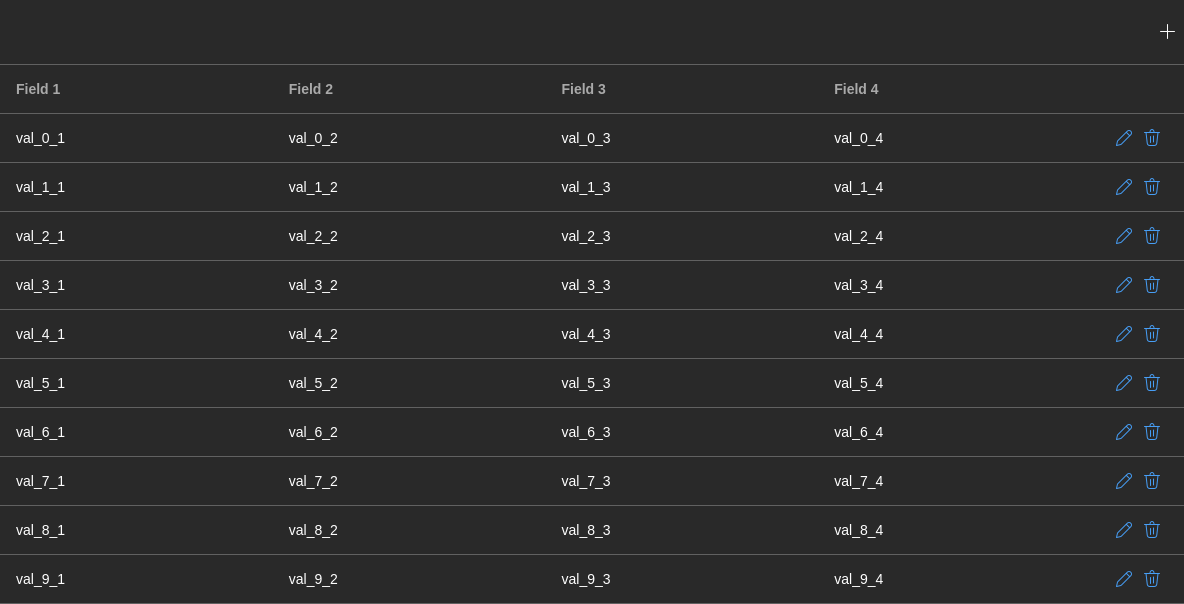 Field 1 Field 2 Field 3 Field 4
val_0_1 val_0_2 val_0_3 val_0_4
val_1_1 val_1_2 val_1_3 val_1_4
val_2_1 val_2_2 val_2_3 val_2_4
val_3_1 val_3_2 val_3_3 val_3_4
val_4_1 val_4_2 val_4_3 val_4_4
val_5_1 val_5_2 val_5_3 val_5_4
val_6_1 val_6_2 val_6_3 val_6_4
val_7_1 val_7_2 val_7_3 val_7_4
val_8_1 val_8_2 val_8_3 val_8_4
val_9_1 val_9_2 val_9_3 val_9_4